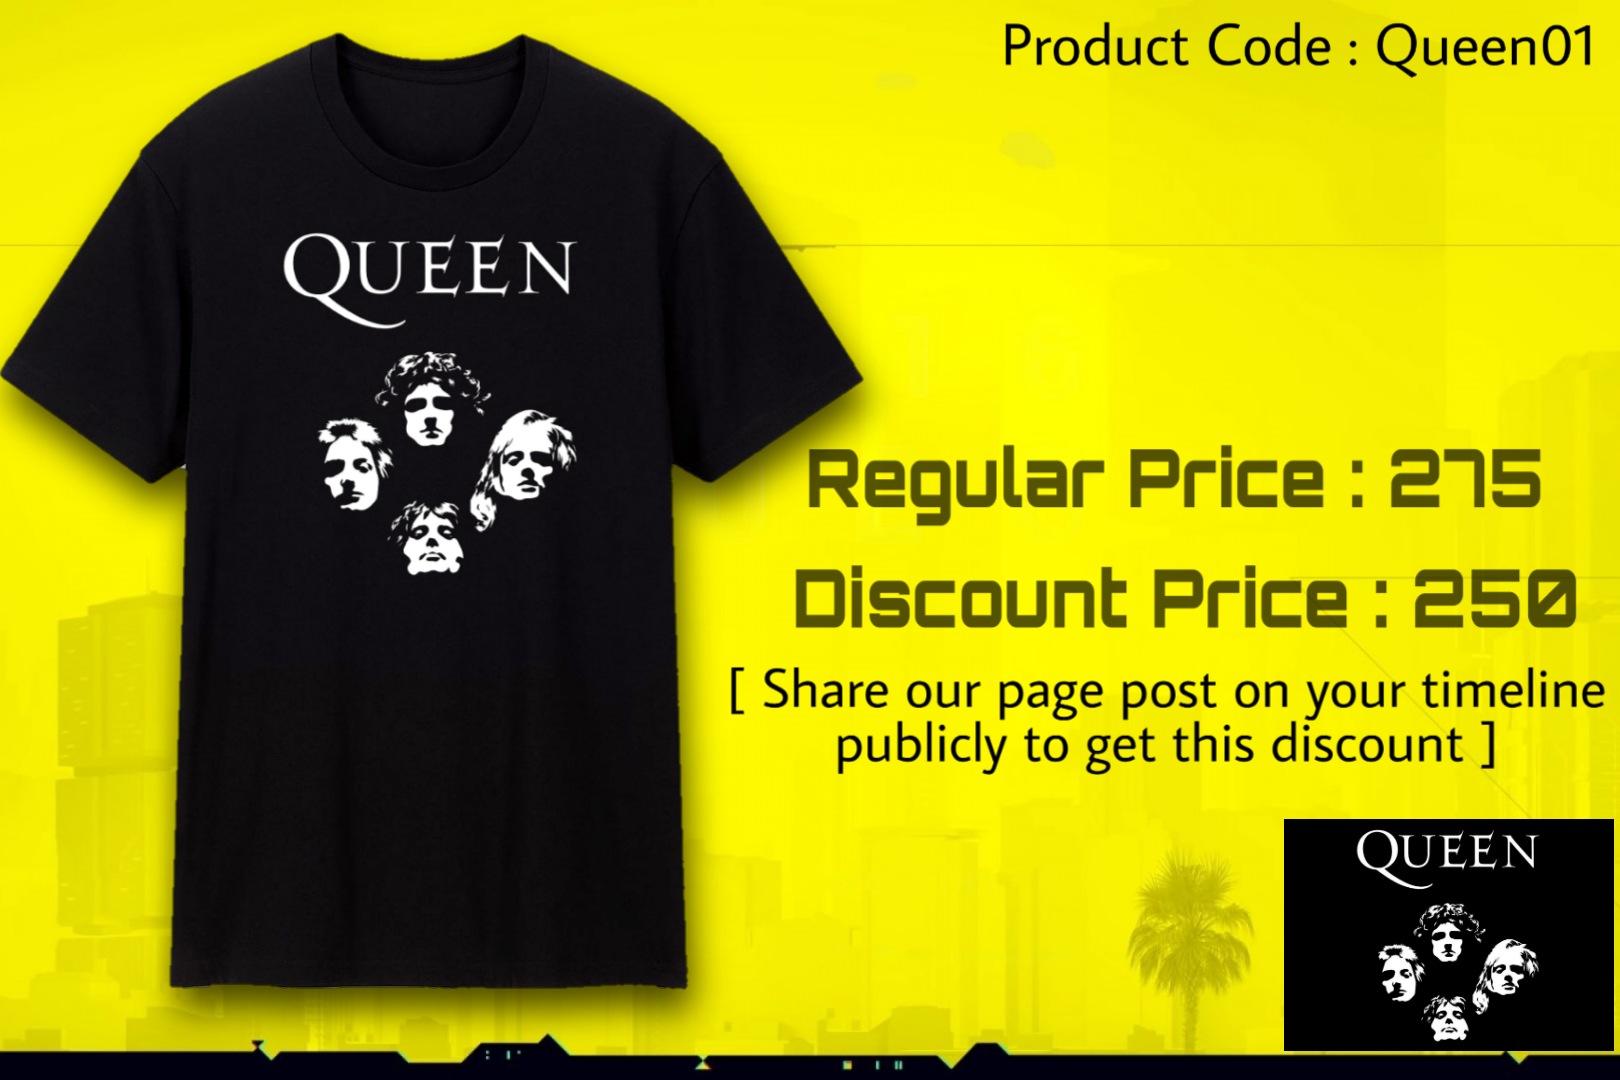 Product Code : Queen01
QUEEN
Regular Price : 275
Discount Price : 250
[ Share our page post on your timeline
publicly to get this discount ]
QUEEN